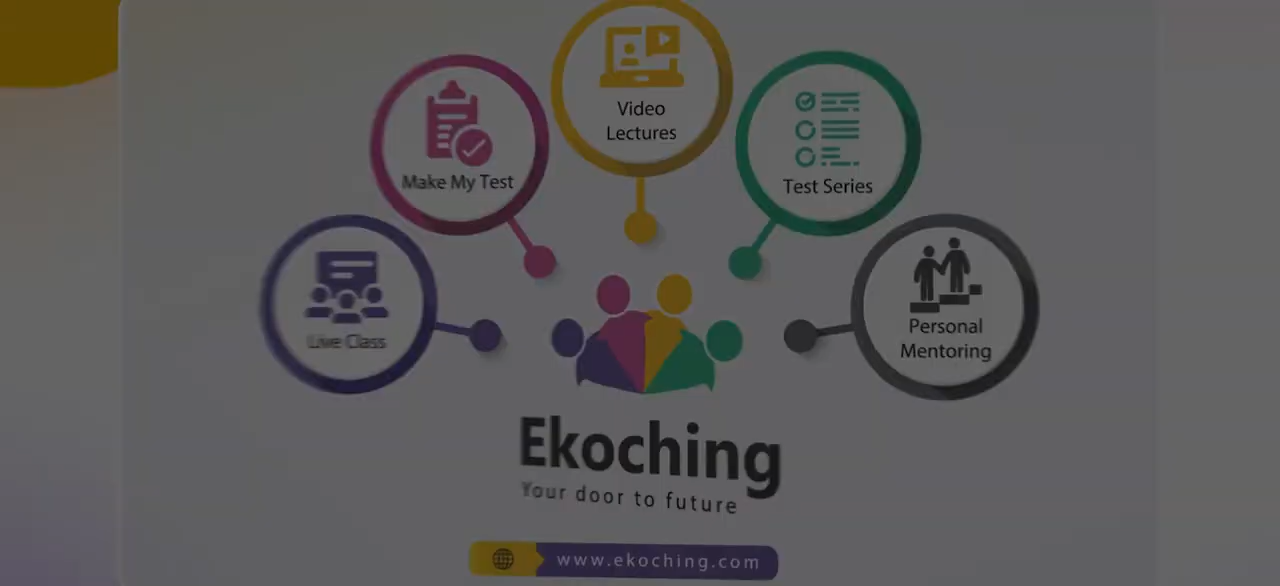 Video
Lectures
Make My Test
Test Series
Live Class
Personal
Mentoring
Ekoching
Your door to future
www.ekoching.com